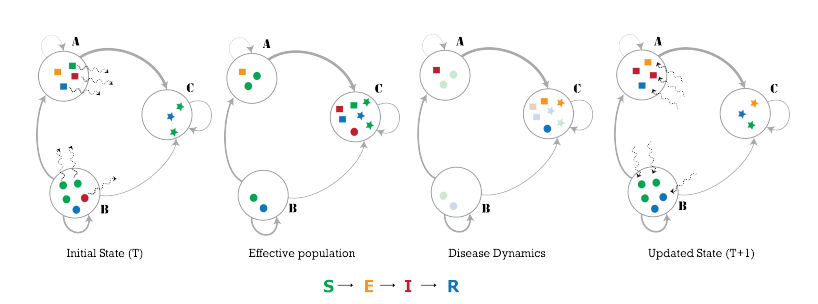 A
C
B
Initial State (T)
A
C
B
Effective population
A
C
B
Disease Dynamics
A
C
B
Updated State (T+1)
S → E → I → R